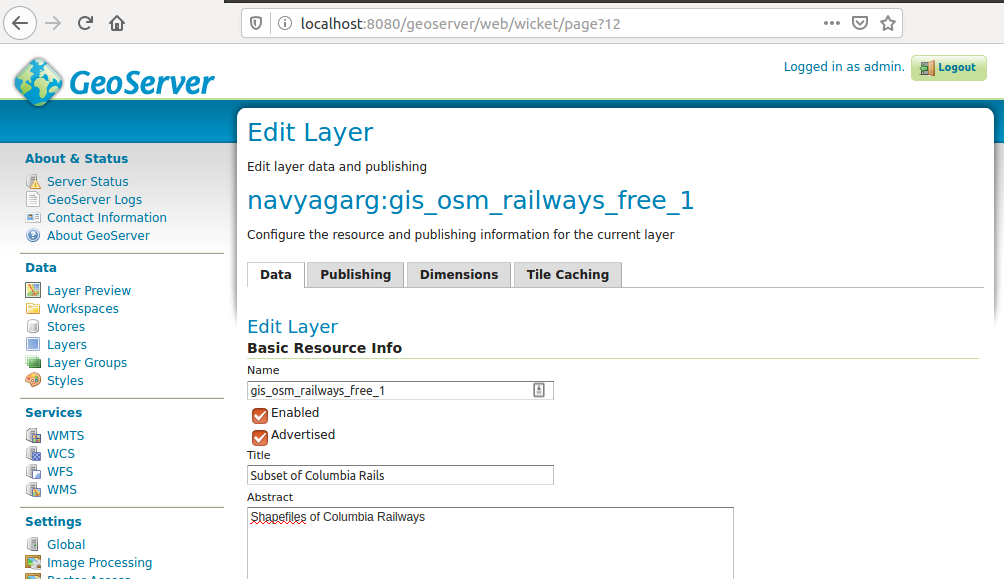 localhost:8080/geoserver/web/wicket/page?12
GeoServer
Logged in as admin. Logout
About & Status
Server Status
GeoServer Logs
Contact Information
About GeoServer
Data
Layer Preview
Workspaces
Stores
Layers
Layer Groups
Styles
Services
WMTS
WCS
WFS
WMS
Settings
Global
Image Processing
Raster Access
Edit Layer
Edit layer data and publishing
navyagarg:gis_osm_railways_free_1
Configure the resource and publishing information for the current layer
Data Publishing Dimensions Tile Caching
Edit Layer
Basic Resource Info
Name
gis_osm_railways_free_1
Enabled
Advertised
Title
Subset of Columbia Rails
Abstract
Shapefiles of Columbia Railways